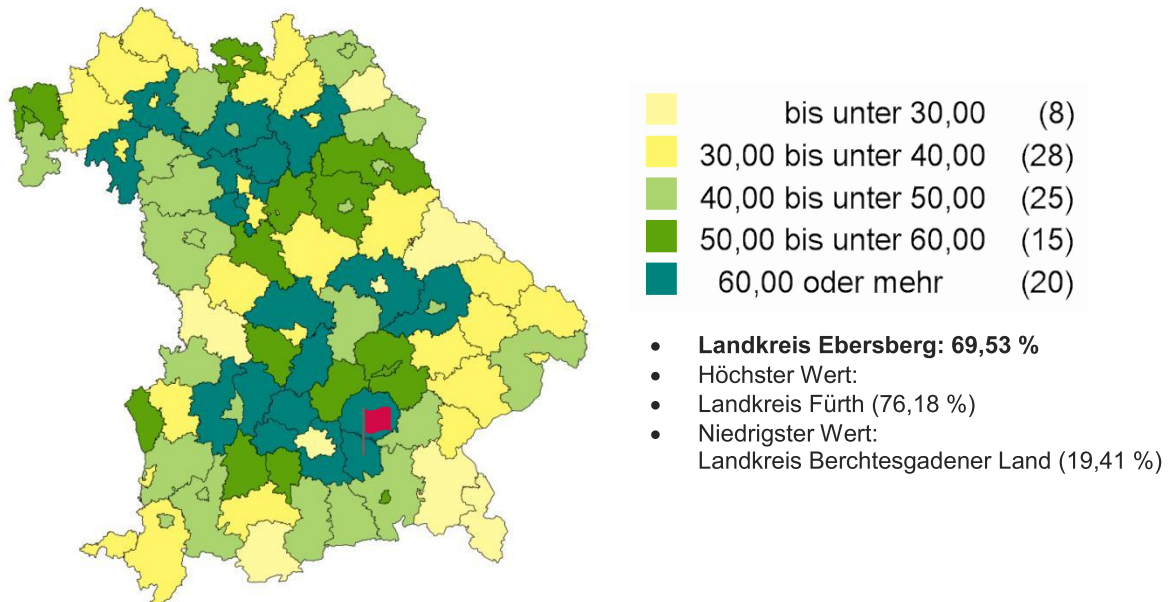 bis unter 30,00 (8)
30,00 bis unter 40,00 (28)
40,00 bis unter 50,00 (25)
50,00 bis unter 60,00 (15)
60,00 oder mehr (20)
• Landkreis Ebersberg: 69,53 %
• Höchster Wert:
• Landkreis Fürth (76,18 %)
• Niedrigster Wert:
Landkreis Berchtesgadener Land (19,41 %)